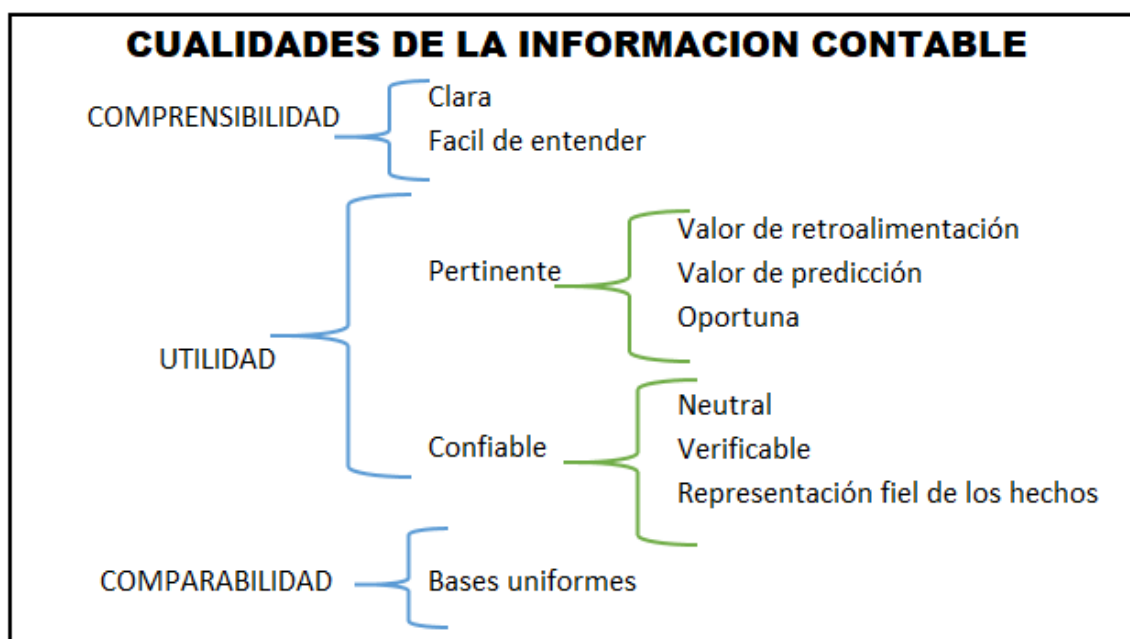 CUALIDADES DE LA INFORMACION CONTABLE
COMPRENSIBILIDAD
Clara
Facil de entender
UTILIDAD
Pertinente
Valor de retroalimentación
Valor de predicción
Oportuna
Confiable
Neutral
Verificable
Representación fiel de los hechos
COMPARABILIDAD
Bases uniformes